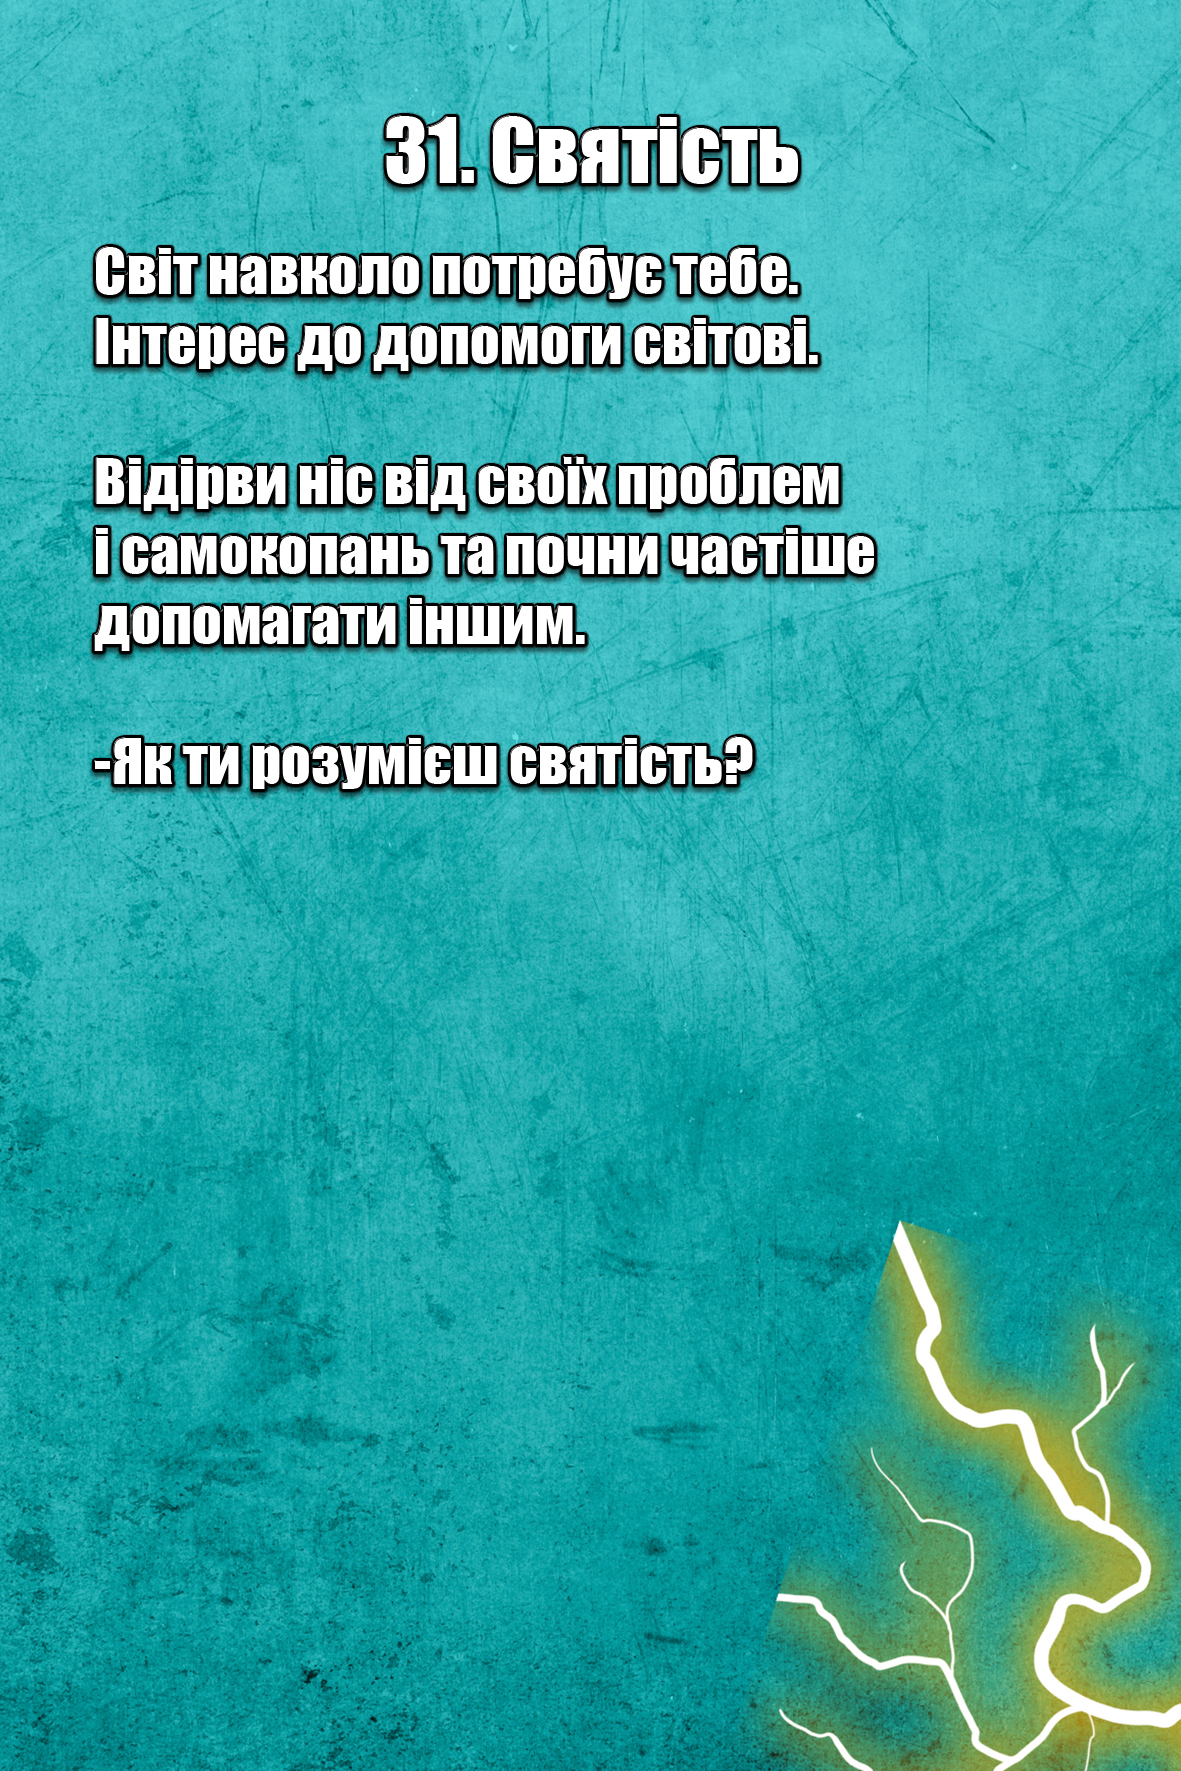 31. Святість
Світ навколо потребує тебе.
Інтерес до допомоги світові.
Відірви ніс від своїх проблем
і самокопань та почни частіше
допомагати іншим.
-Як ти розумієш святість?